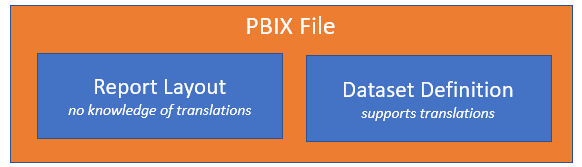 PBIX File
Report Layout
no knowledge of translations
Dataset Definition
supports translations